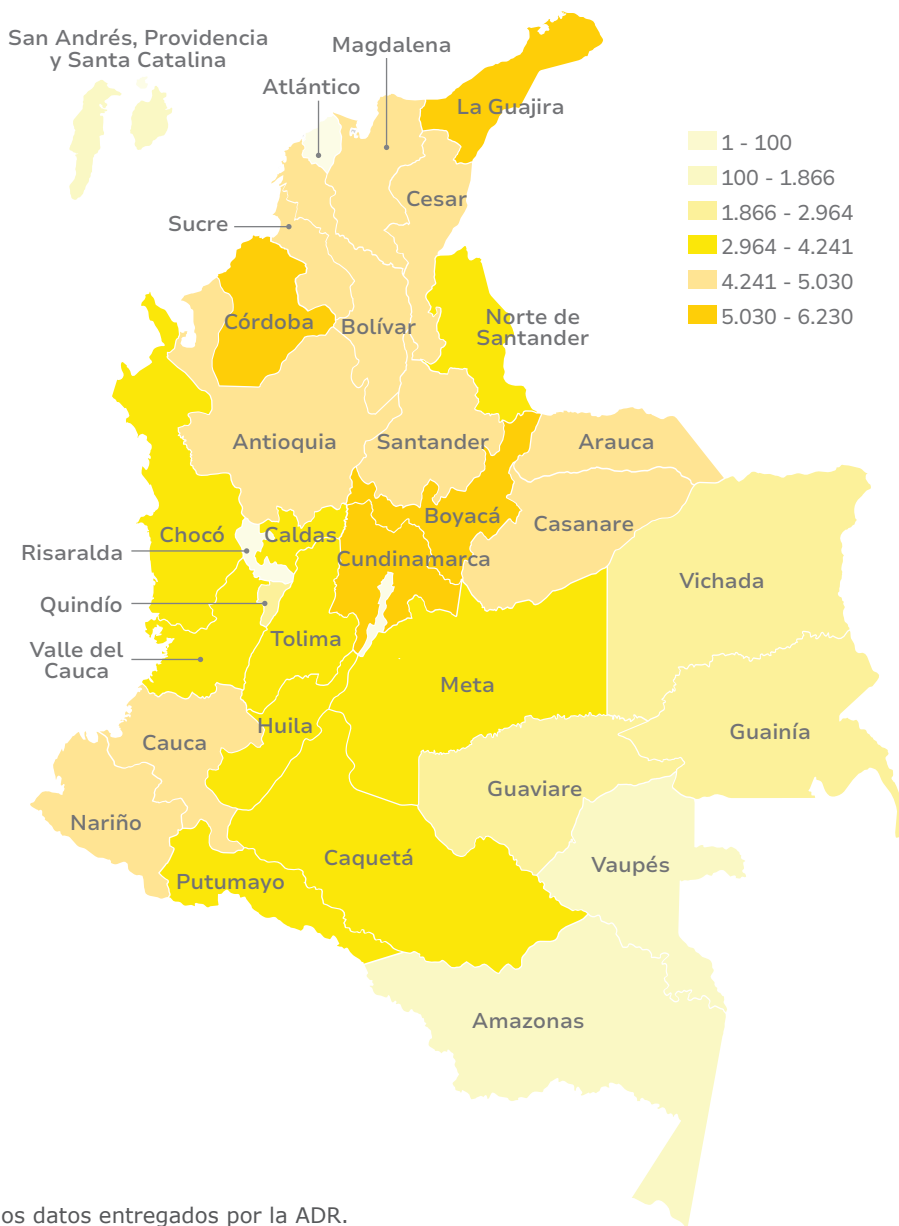 San Andrés, Providencia
y Santa Catalina
Magdalena
Atlántico
La Guajira
1 - 100
100 - 1.866
1.866 - 2.964
2.964 - 4.241
4.241 - 5.030
5.030 - 6.230
Cesar
Sucre
Córdoba
Bolívar
Norte de
Santander
Antioquia
Santander
Arauca
Boyacá
Casanare
Chocó
Caldas
Risaralda
Cundinamarca
Vichada
Quindío
Tolima
Valle del
Cauca
Meta
Huila
Cauca
Guainía
Guaviare
Nariño
Caquetá
Vaupés
Putumayo
Amazonas
os datos entregados por la ADR.